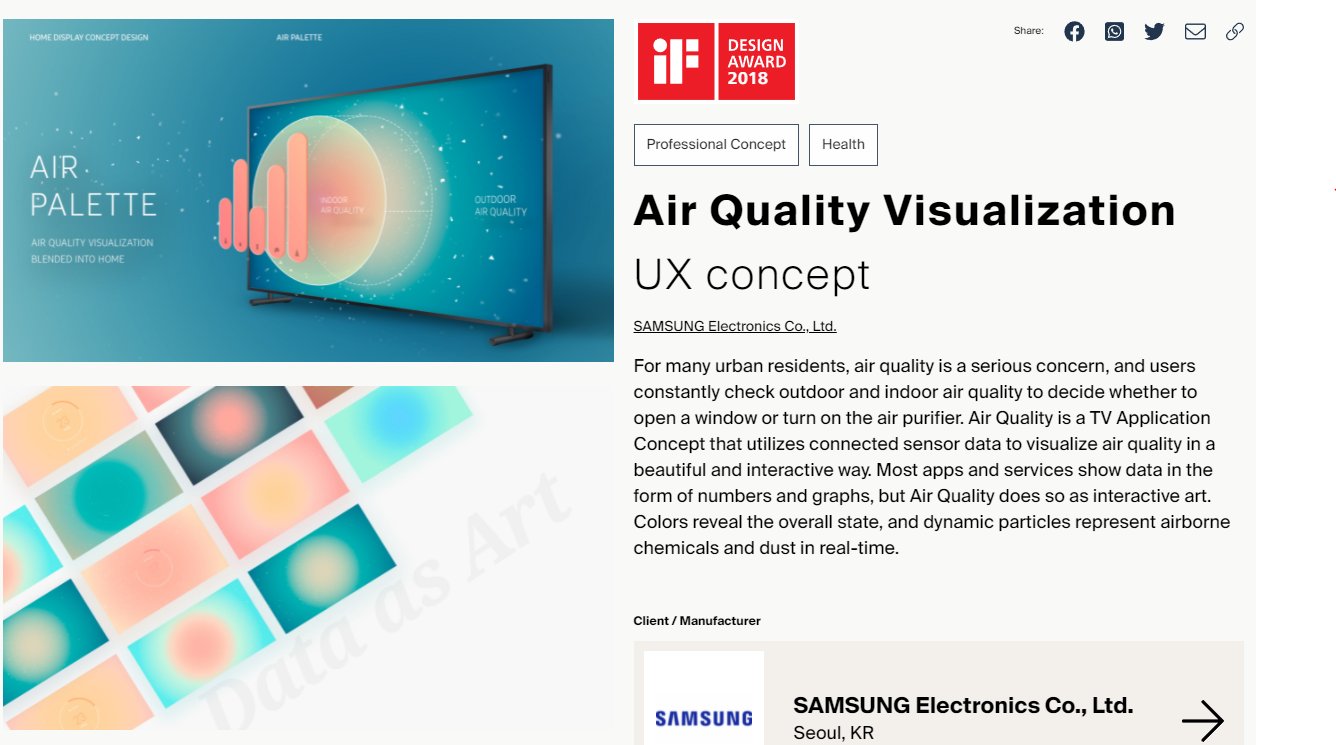 HOME DISPLAY CONCEPT DESIGN
AIR PALETTE
AIR
PALETTE
AIR QUALITY VISUALIZATION
BLENDED INTO HOME
INDOOR
AIR QUALITY
OUTDOOR
AIR QUALITY
Data as Art
iF
DESIGN
AWARD
2018
Share:
Professional Concept
Health
Air Quality Visualization
UX concept
SAMSUNG Electronics Co., Ltd.
For many urban residents, air quality is a serious concern, and users
constantly check outdoor and indoor air quality to decide whether to
open a window or turn on the air purifier. Air Quality is a TV Application
Concept that utilizes connected sensor data to visualize air quality in a
beautiful and interactive way. Most apps and services show data in the
form of numbers and graphs, but Air Quality does so as interactive art.
Colors reveal the overall state, and dynamic particles represent airborne
chemicals and dust in real-time.
Client / Manufacturer
SAMSUNG
SAMSUNG Electronics Co., Ltd.
Seoul, KR